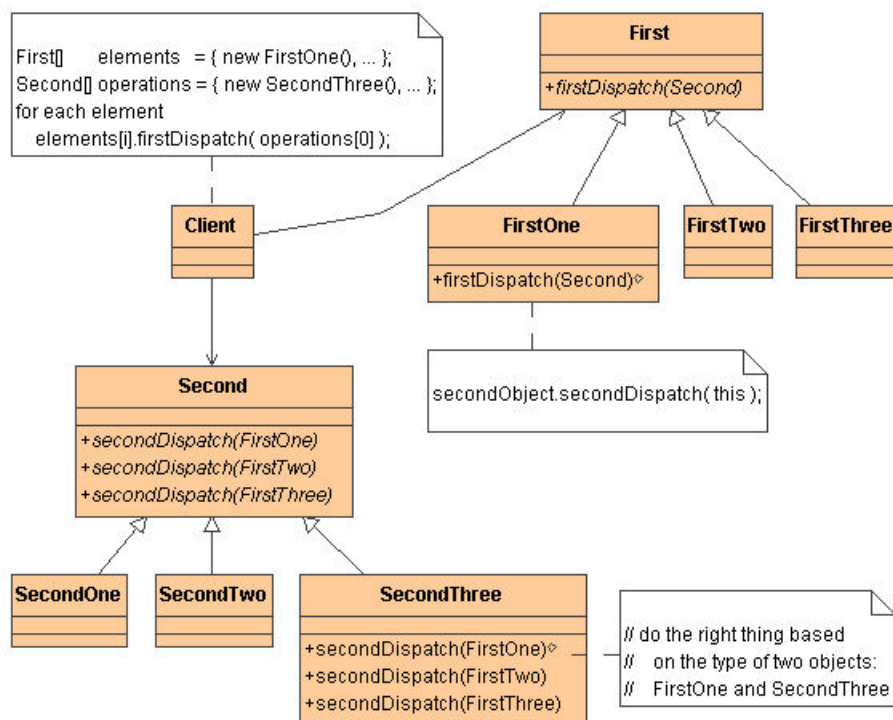 First[] elements = { new FirstOne(), ... };
Second[] operations = { new SecondThree(), ... };
for each element
elements[i].firstDispatch( operations[0] );
First
+firstDispatch(Second)
Client
FirstOne
+firstDispatch(Second)
FirstTwo
FirstThree
secondObject.secondDispatch( this );
Second
+secondDispatch(FirstOne)
+secondDispatch(FirstTwo)
+secondDispatch(FirstThree)
SecondOne
SecondTwo
SecondThree
+secondDispatch(FirstOne)
+secondDispatch(FirstTwo)
+secondDispatch(FirstThree)
// do the right thing based
// on the type of two objects:
// FirstOne and SecondThree